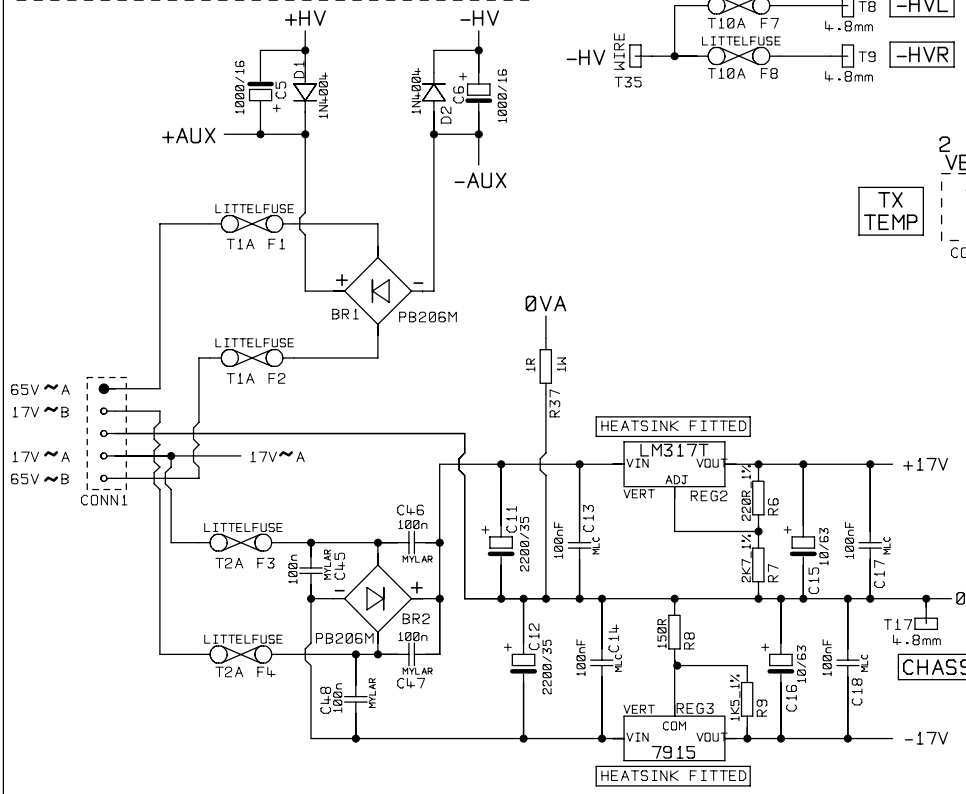 +HV
-HV
1000/16
+ C5
D1
1N4004
+AUX
1N4004
D2
C6 +
1000/16
-AUX
-HV
WIRE
T35
T10A F7
LITTELFUSE
T10A F8
T8
4.8mm
-HVL
T9
4.8mm
-HVR
2
TX
TEMP
LITTELFUSE
T1A F1
+
-
BR1
PB206M
LITTELFUSE
T1A F2
65V~A
17V~B
17V~A
65V~B
CONN1
17V~A
0VA
1R
1W
R37
HEATSINK FITTED
LM317T
VIN
VOUT
ADJ
VERT
REG2
+17V
220R_1%
R6
2K7_1%
R7
+
C15
10/63
100nF
MLC
C17
+
C11
2200/35
100nF
MLC
C13
LITTELFUSE
T2A F3
100n
MYLAR
C45
C46
100n
MYLAR
-
+
BR2
PB206M
100n
MYLAR
C47
LITTELFUSE
T2A F4
C48
100n
MYLAR
+
C12
2200/35
100nF
MLC
C14
150R
R8
1K5_1%
R9
+
C16
10/63
100nF
MLC
C18
0
T17
4.8mm
CHASS
VERT
REG3
COM
VIN
VOUT
7915
-17V
HEATSINK FITTED